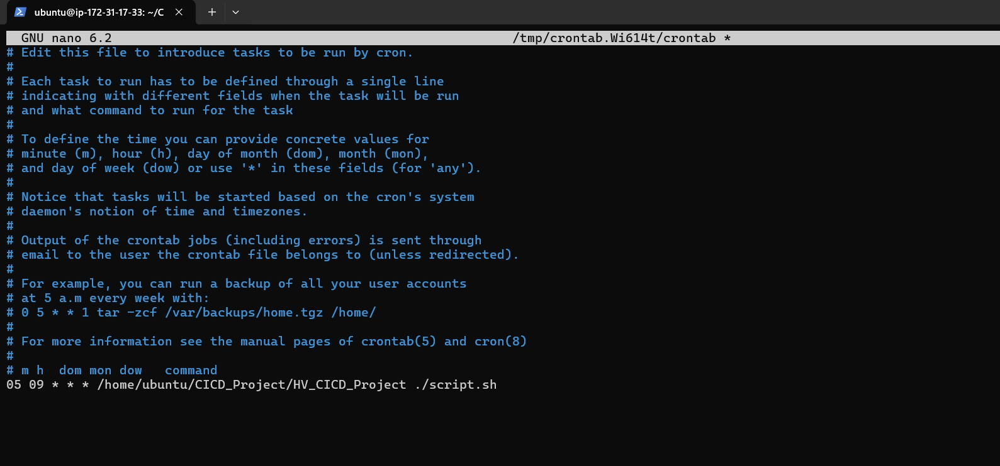 ubuntu@ip-172-31-17-33: ~/C
GNU nano 6.2 /tmp/crontab.Wi614t/crontab *
# Edit this file to introduce tasks to be run by cron.
#
# Each task to run has to be defined through a single line
# indicating with different fields when the task will be run
# and what command to run for the task
#
# To define the time you can provide concrete values for
# minute (m), hour (h), day of month (dom), month (mon),
# and day of week (dow) or use '*' in these fields (for 'any').
#
# Notice that tasks will be started based on the cron's system
# daemon's notion of time and timezones.
#
# Output of the crontab jobs (including errors) is sent through
# email to the user the crontab file belongs to (unless redirected).
#
# For example, you can run a backup of all your user accounts
# at 5 a.m every week with:
# 0 5 * * 1 tar -zcf /var/backups/home.tgz /home/
#
# For more information see the manual pages of crontab(5) and cron(8)
#
# m h  dom mon dow   command
05 09 * * * /home/ubuntu/CICD_Project/HV_CICD_Project ./script.sh